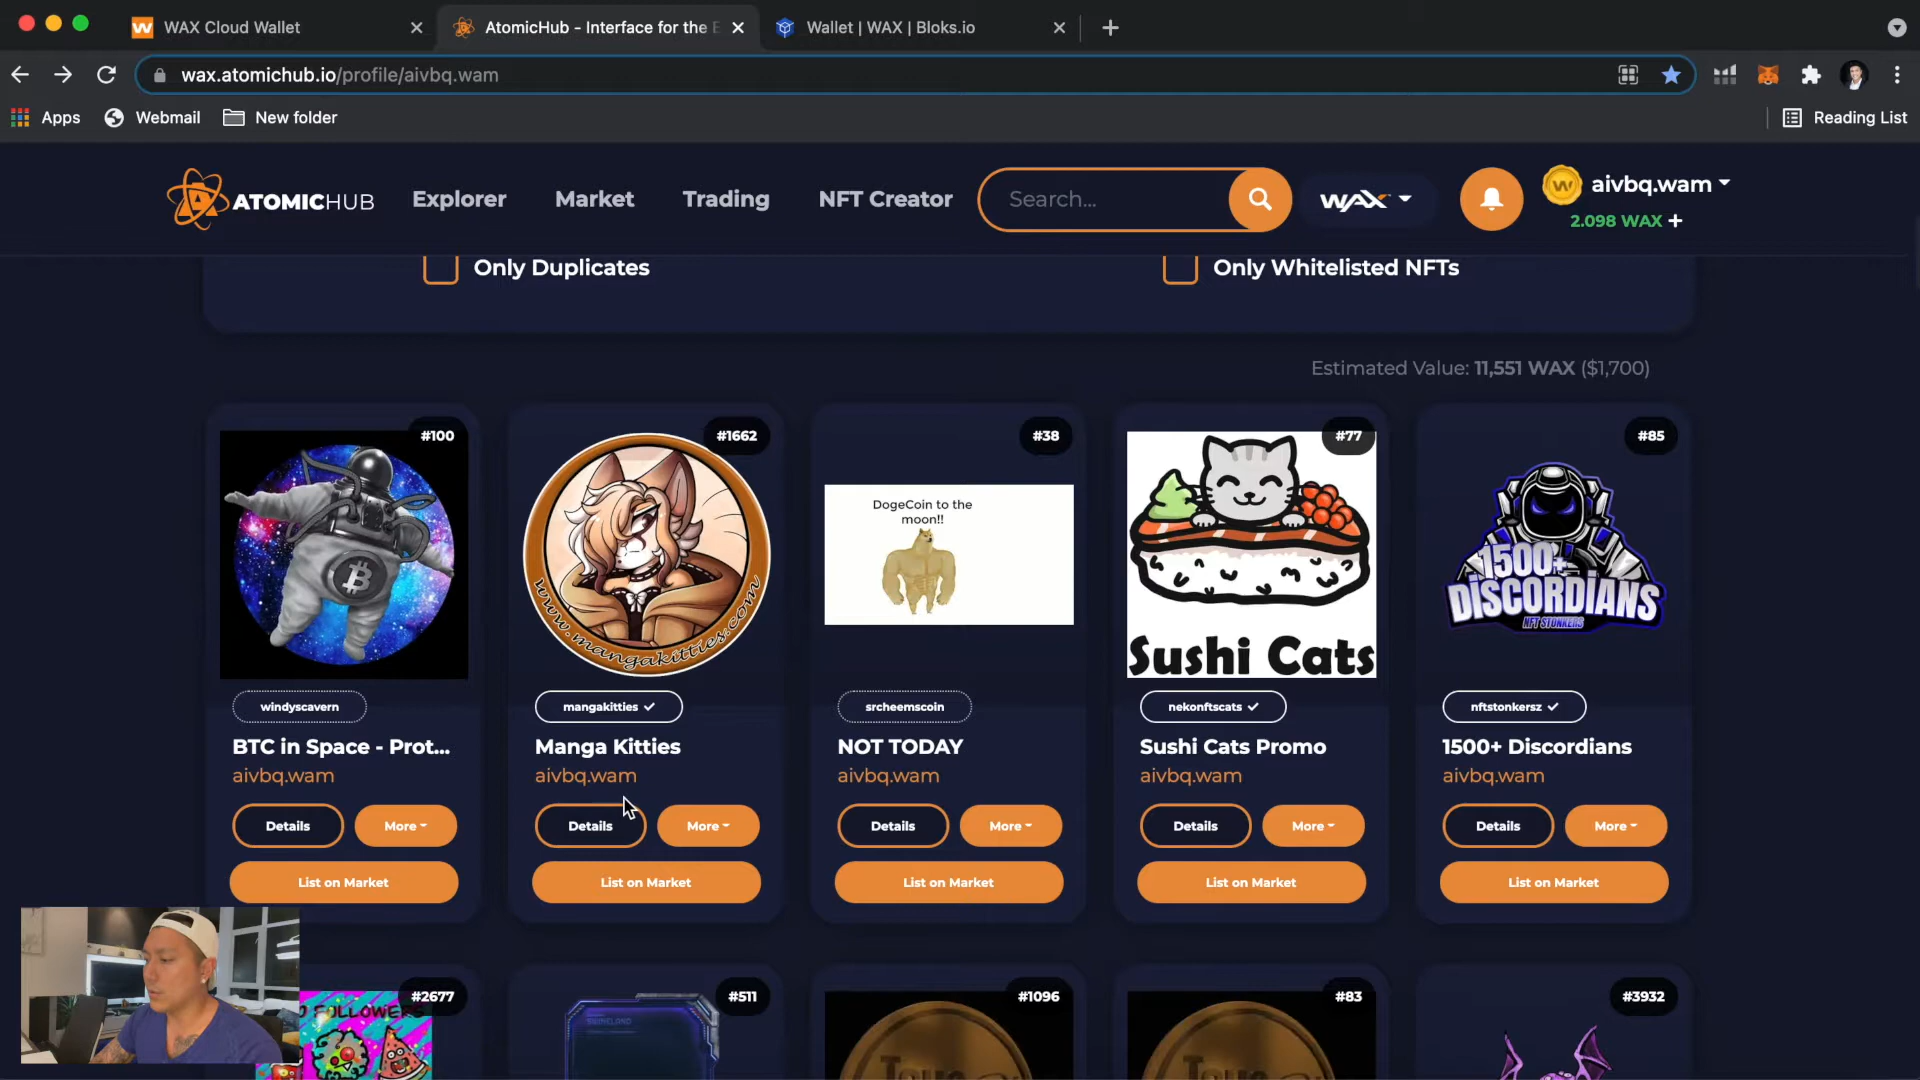 WAX Cloud Wallet
AtomicHub - Interface for the E
Wallet | WAX | Bloks.io
wax.atomichub.io/profile/aivbq.wam
Apps
Webmail
New folder
Reading List
ATOMICHUB
Explorer
Market
Trading
NFT Creator
Search...
WAX
aivbq.wam
2.098 WAX +
Only Duplicates
Only Whitelisted NFTs
Estimated Value: 11,551 WAX ($1,700)
#100
#1662
#38
#77
#85
www.mangakitties.com
DogeCoin to the
moon!!
Sushi Cats
1500+
DISCORDIANS
NFT STONKERS
windyscavern
mangakitties
srcheemscoin
nekonftscats
nftstonkersz
BTC in Space - Prot...
Manga Kitties
NOT TODAY
Sushi Cats Promo
1500+ Discordians
aivbq.wam
aivbq.wam
aivbq.wam
aivbq.wam
aivbq.wam
Details
More
Details
More
Details
More
Details
More
Details
More
List on Market
List on Market
List on Market
List on Market
List on Market
#2677
#511
#1096
#83
#3932
FOLLOWERS